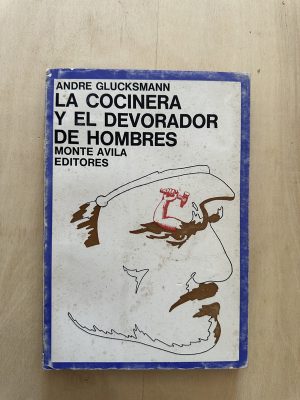 ANDRE GLUCKSMANN
LA COCINERA
Y EL DEVORADOR
DE HOMBRES
MONTE AVILA
EDITORES